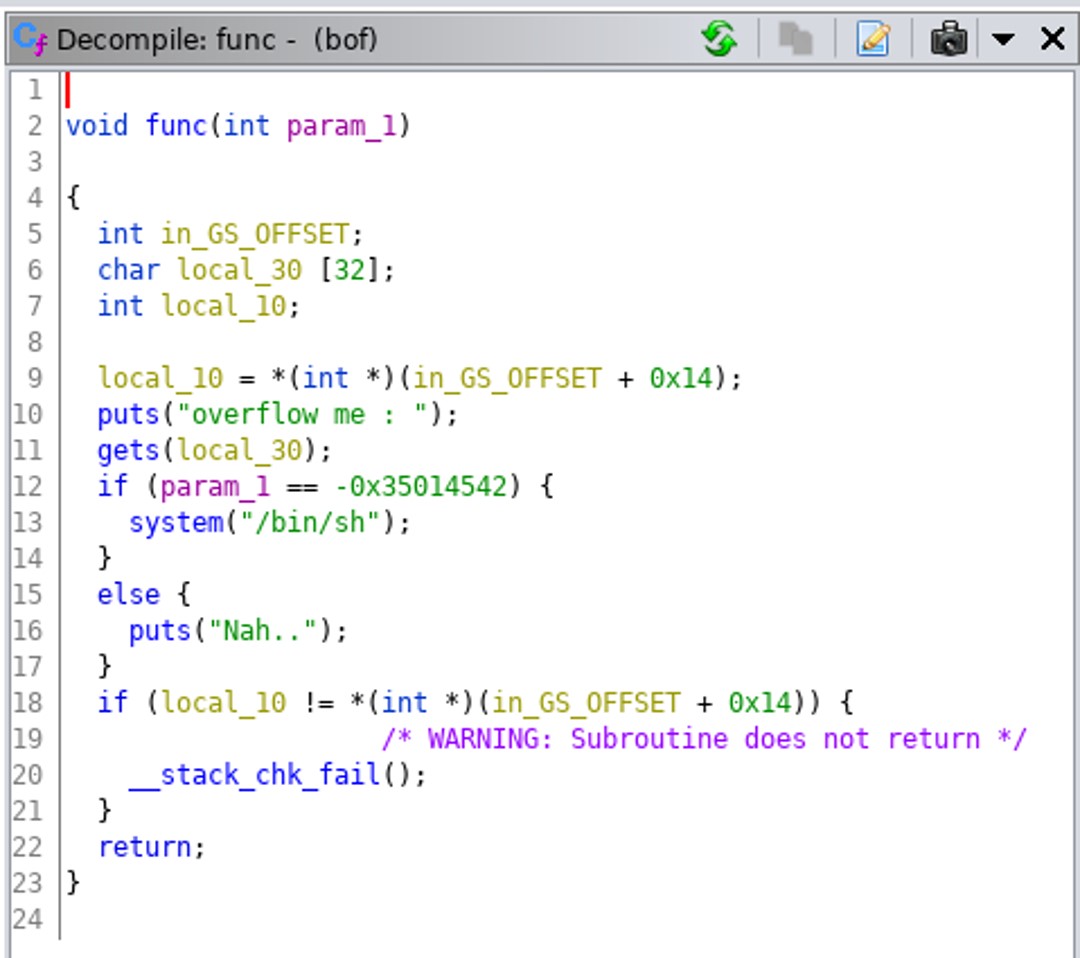 Decompile: func - (bof)
1
2 void func(int param_1)
3
4 {
5   int in_GS_OFFSET;
6   char local_30 [32];
7   int local_10;
8
9   local_10 = *(int *)(in_GS_OFFSET + 0x14);
10   puts("overflow me : ");
11   gets(local_30);
12   if (param_1 == -0x35014542) {
13     system("/bin/sh");
14   }
15   else {
16     puts("Nah..");
17   }
18   if (local_10 != *(int *)(in_GS_OFFSET + 0x14)) {
19                     /* WARNING: Subroutine does not return */
20     __stack_chk_fail();
21   }
22   return;
23 }
24